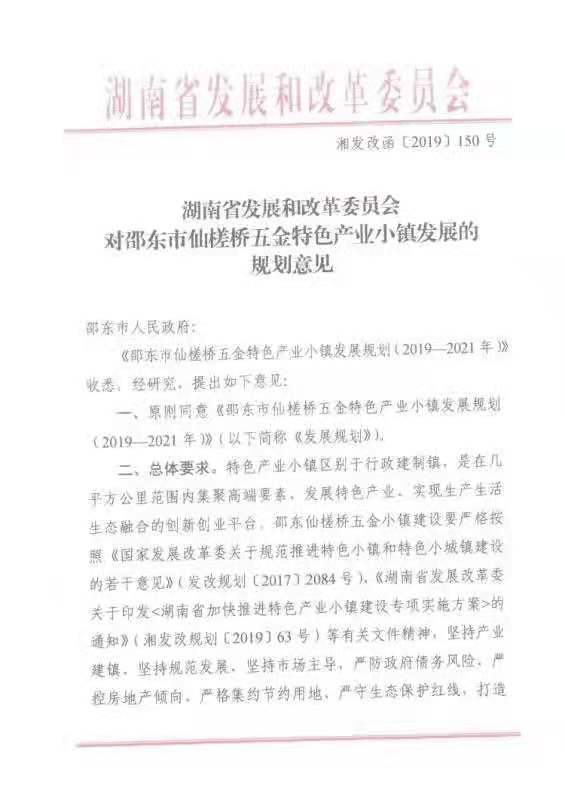 湖南省发展和改革委员会
湘发改函〔2019〕150号
湖南省发展和改革委员会
对邵东市仙槎桥五金特色产业小镇发展的
规划意见
邵东市人民政府：
《邵东市仙槎桥五金特色产业小镇发展规划（2019—2021年）》
收悉，经研究，提出如下意见：
一、原则同意《邵东市仙槎桥五金特色产业小镇发展规划
（2019—2021年）》（以下简称《发展规划》）。
二、总体要求。特色产业小镇区别于行政建制镇，是在几
平方公里范围内集聚高端要素、发展特色产业、实现生产生活
生态融合的创新创业平台。邵东仙槎桥五金小镇建设要严格按
照《国家发展改革委关于规范推进特色小镇和特色小城镇建设
的若干意见》（发改规划〔2017〕2084号）、《湖南省发展改革委
关于印发<湖南省加快推进特色产业小镇建设专项实施方案>的
通知》（湘发改规划〔2019〕63号）等有关文件精神，坚持产业
建镇、坚持规范发展、坚持市场主导，严防政府债务风险、严
控房地产倾向、严格集约节约用地、严守生态保护红线，打造